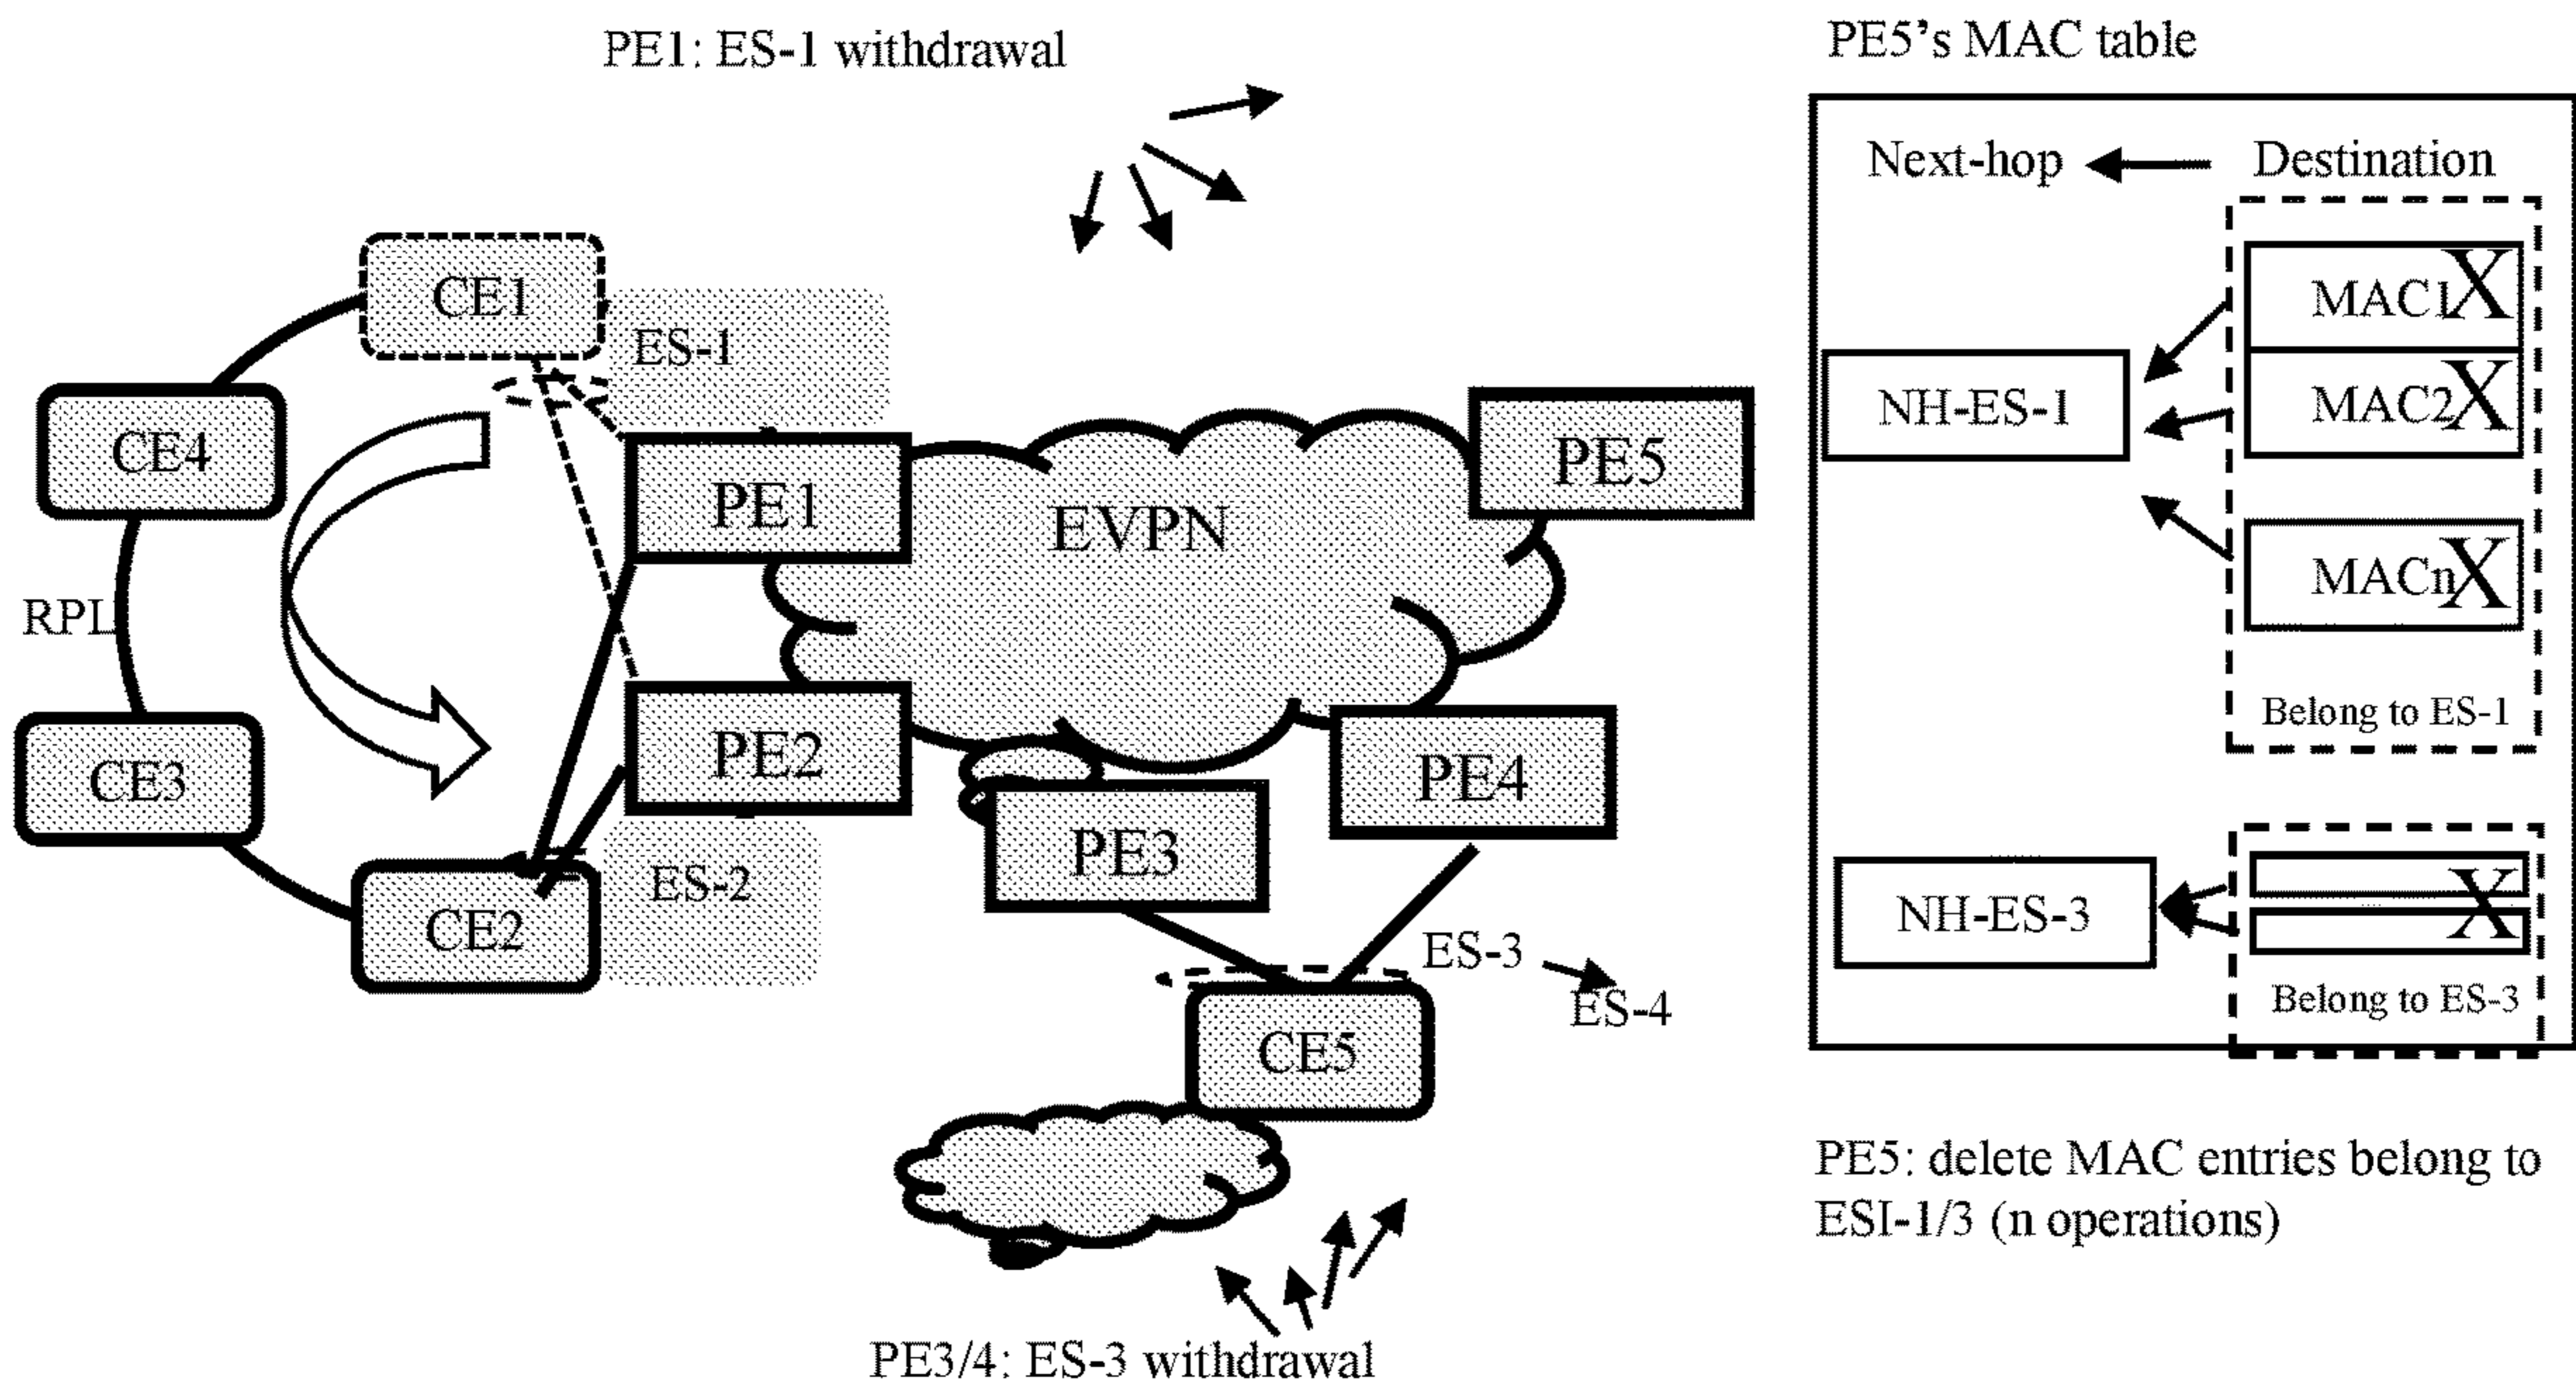 PE1: ES-1 withdrawal
PE5’s MAC table
Next-hop
Destination
CE1
ES-1
MAC1
X
NH-ES-1
MAC2
X
CE4
PE1
EVPN
PE5
MACn
X
RPL
Belong to ES-1
CE3
PE2
PE4
PE3
ES-2
CE2
NH-ES-3
X
ES-3
ES-4
Belong to ES-3
CE5
PE5: delete MAC entries belong to
ESI-1/3 (n operations)
PE3/4: ES-3 withdrawal